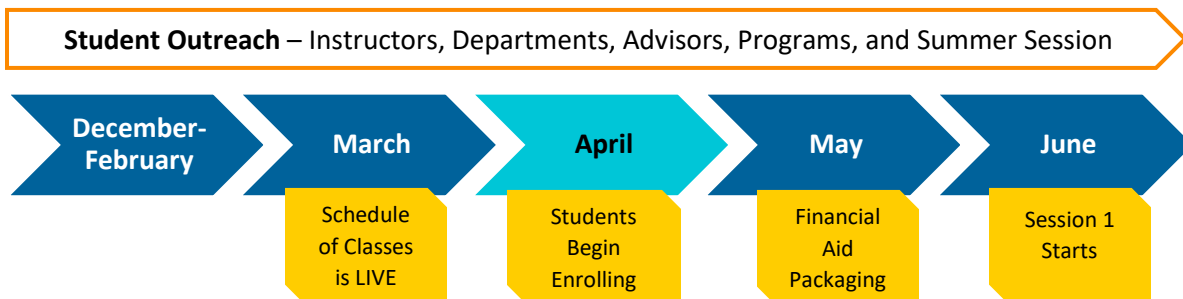 Student Outreach – Instructors, Departments, Advisors, Programs, and Summer Session
December-
February
March
April
May
June
Schedule
of Classes
is LIVE
Students
Begin
Enrolling
Financial
Aid
Packaging
Session 1
Starts